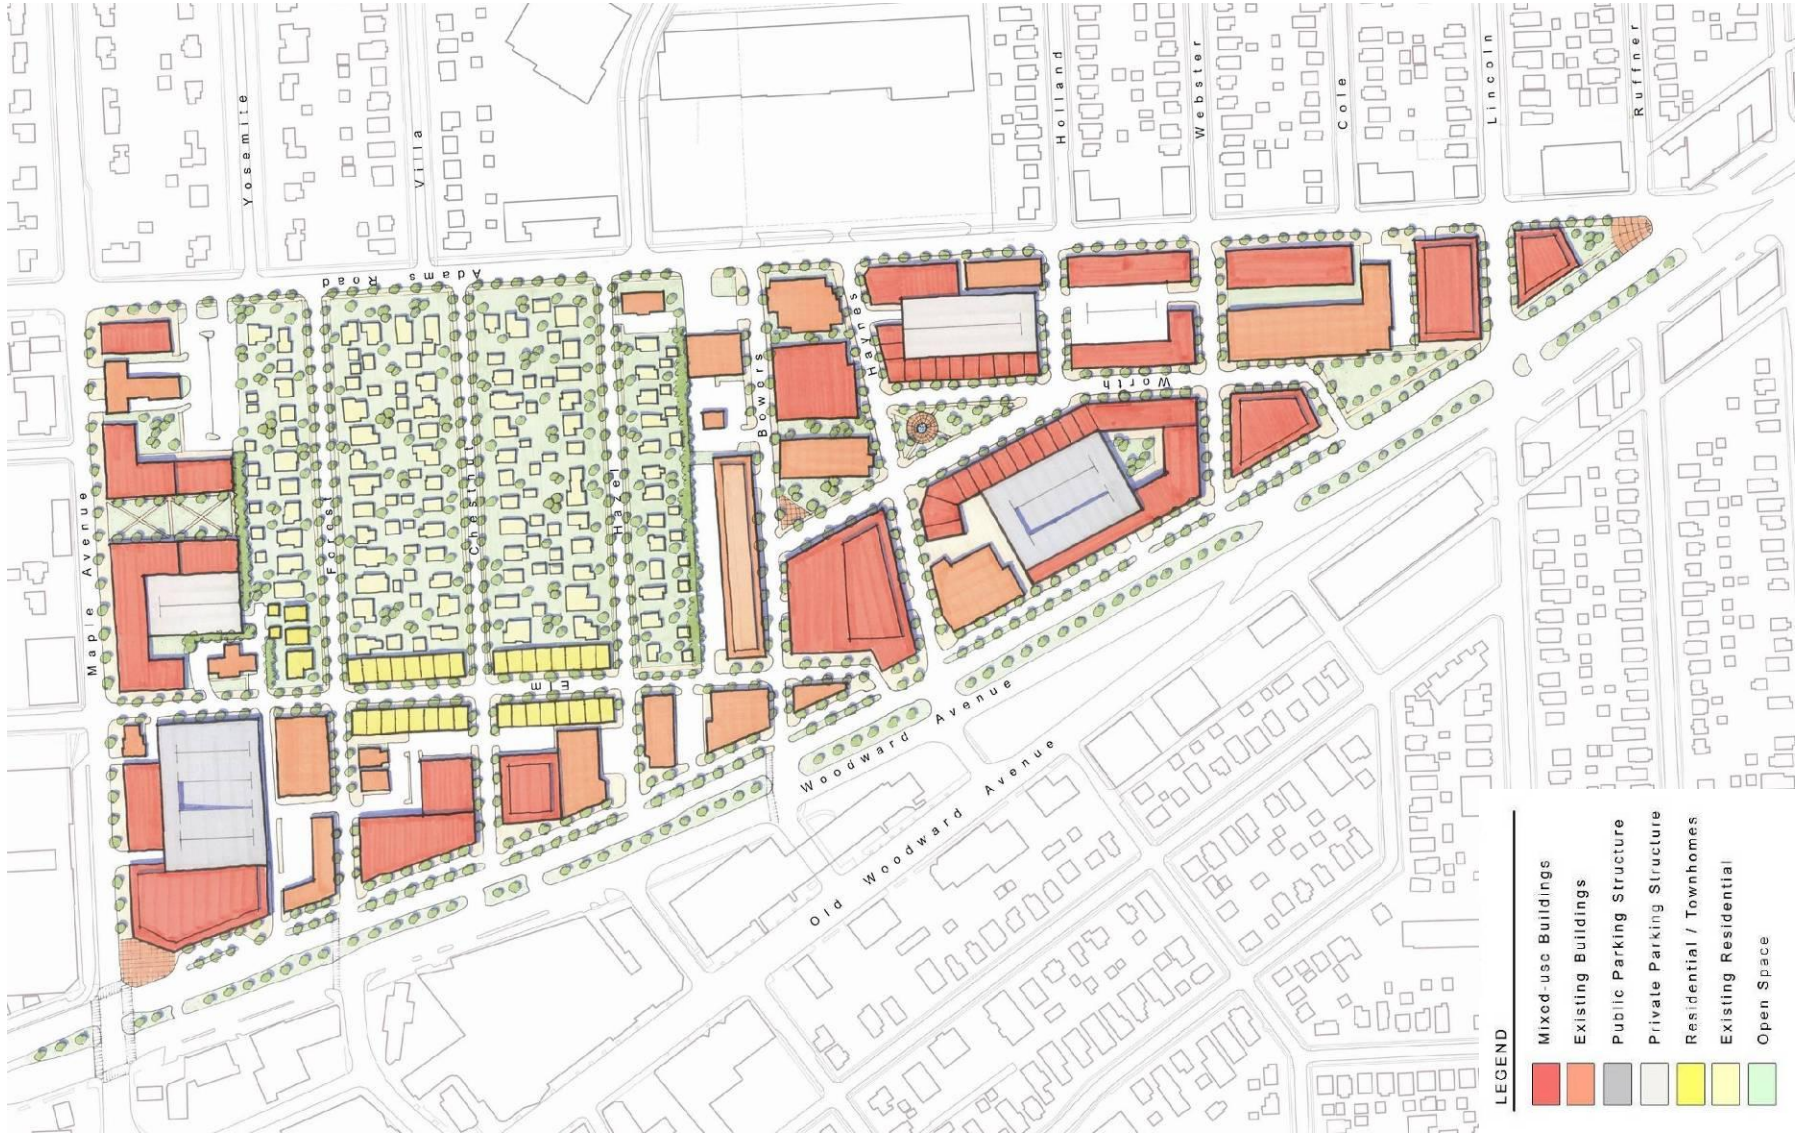 Yosemite
Villa
Holland
Webster
Cole
Lincoln
Ruffner
Adams Road
Maple Avenue
Forest
Chestnut
Hazel
Bowers
Haynes
Worth
Elm
Woodward Avenue
Old Woodward Avenue
LEGEND
Mixed-use Buildings
Existing Buildings
Public Parking Structure
Private Parking Structure
Residential / Townhomes
Existing Residential
Open Space